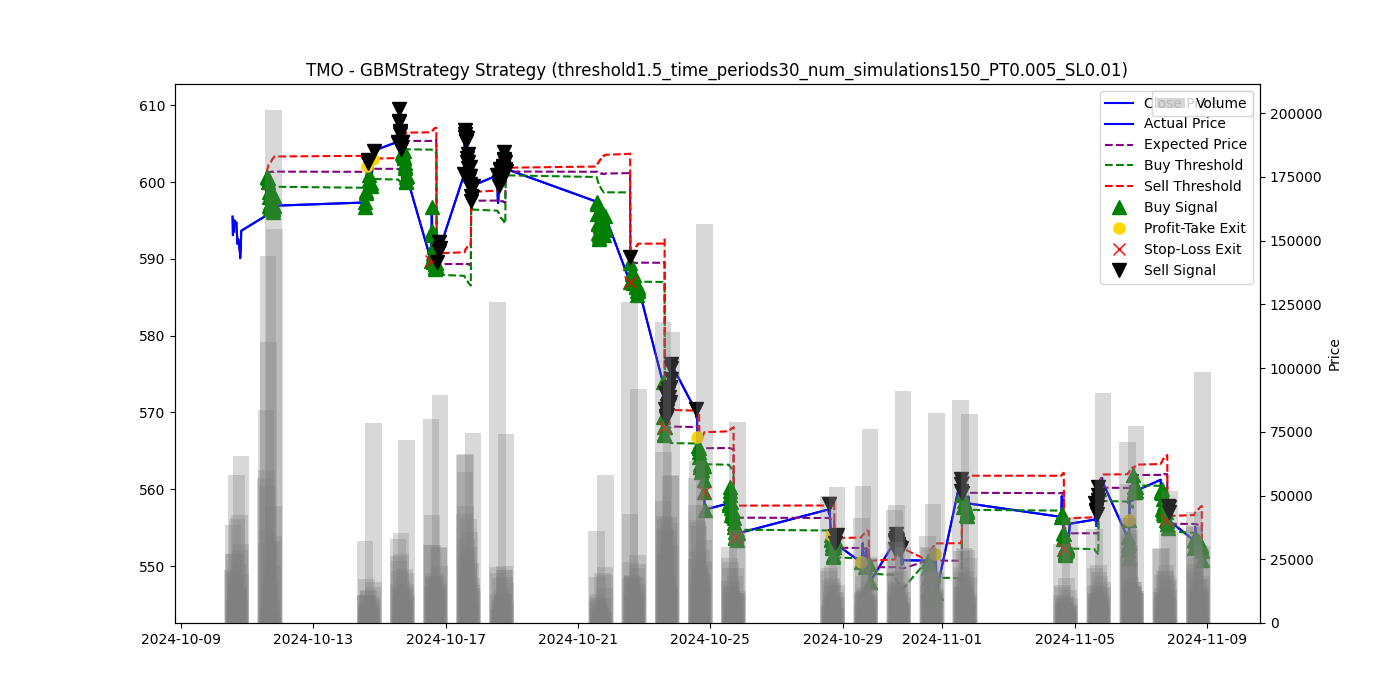 TMO - GBMStrategy Strategy (threshold1.5_time_periods30_num_simulations150_PT0.005_SL0.01)
610
600
590
580
570
560
550
200000
175000
150000
125000
100000
75000
50000
25000
0
Price
Volume
Actual Price
Expected Price
Buy Threshold
Sell Threshold
Buy Signal
Profit-Take Exit
Stop-Loss Exit
Sell Signal
2024-10-09
2024-10-13
2024-10-17
2024-10-21
2024-10-25
2024-10-29
2024-11-01
2024-11-05
2024-11-09